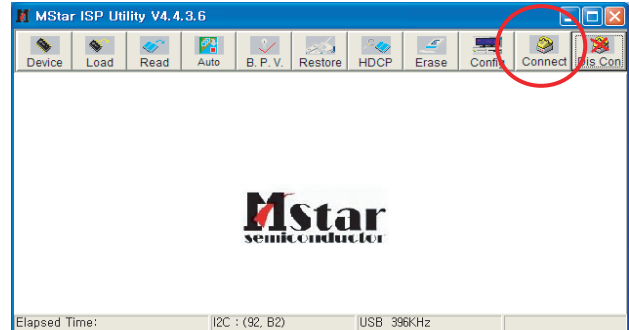 MStar ISP Utility V4.4.3.6
Device Load Read Auto B. P. V. Restore HDCP Erase Config Connect Dis Con
MStar
semiconductor
Elapsed Time: I2C : (92, B2) USB 396KHz